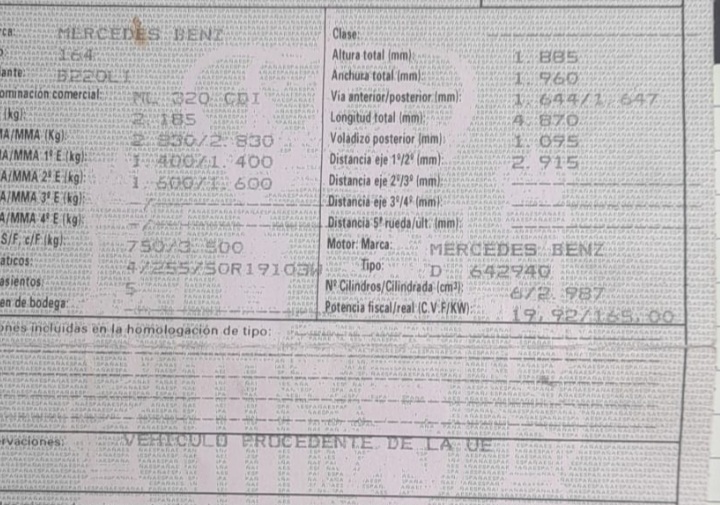 rca: MERCEDES BENZ
164
ante: B22OLI
ominación comercial: ML 320 CDI
(kg): 2. 185
MA/MMA (Kg): 2. 830/2. 830
MA/MMA 1º E (kg): 1. 400/1. 400
A/MMA 2º E (kg): 1. 600/1. 600
A/MMA 3º E (kg): —/—
A/MMA 4º E (kg): —/—
S/F, c/F (kg): 750/3. 500
áticos: 4/255/50R19103W
asientos: 5
en de bodega:
Clase:
Altura total (mm): 1. 885
Anchura total (mm): 1. 960
Via anterior/posterior (mm): 1. 644/1. 647
Longitud total (mm): 4. 870
Voladizo posterior (mm): 1. 095
Distancia eje 1º/2º (mm): 2. 915
Distancia eje 2º/3º (mm):
Distancia eje 3º/4º (mm):
Distancia 5ª rueda/últ. (mm):
Motor: Marca: MERCEDES BENZ
Tipo: D 642940
Nº Cilindros/Cilindrada (cm³): 6/2. 987
Potencia fiscal/real (C.V.F/KW): 19, 92/165, 00
ones incluidas en la homologación de tipo:
ervaciones: VEHICULO PROCEDENTE DE LA UE